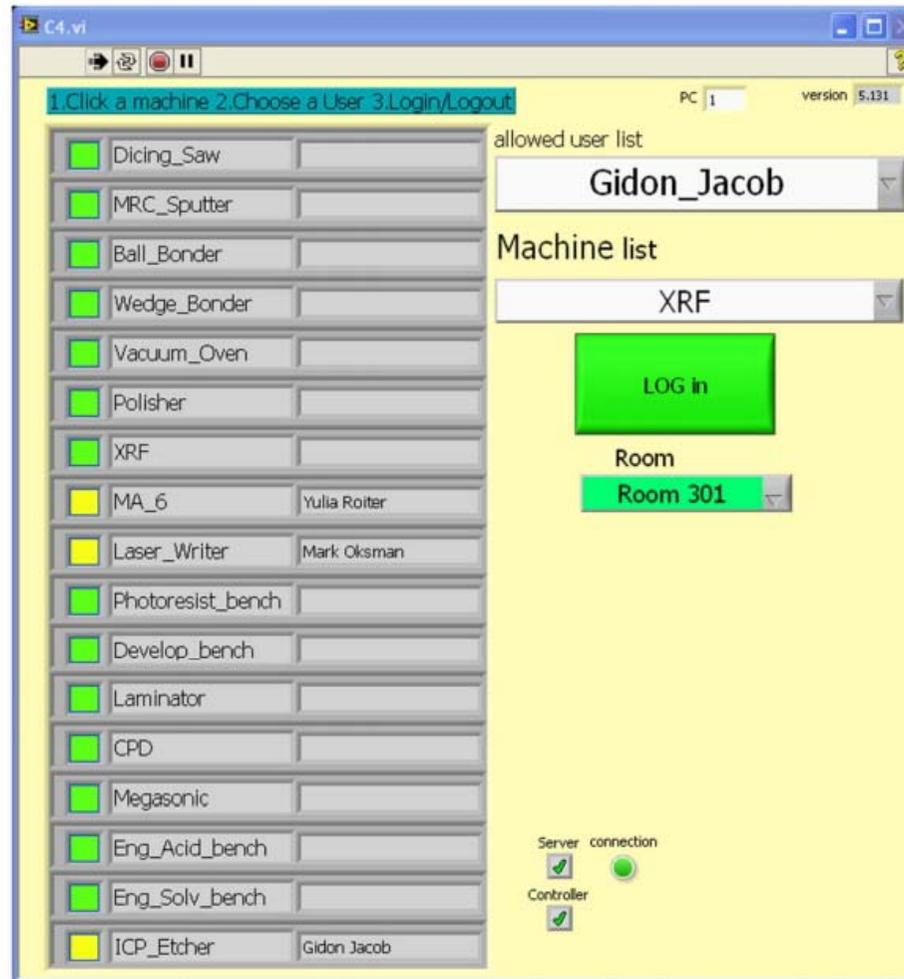 C4.vi
1.Click a machine 2.Choose a User 3.Login/Logout
PC 1
version 5.131
allowed user list
Gidon_Jacob
Machine list
XRF
LOG in
Room
Room 301
Dicing_Saw
MRC_Sputter
Ball_Bonder
Wedge_Bonder
Vacuum_Oven
Polisher
XRF
MA_6 Yulia Roiter
Laser_Writer Mark Oksman
Photoresist_bench
Develop_bench
Laminator
CPD
Megasonic
Eng_Acid_bench
Eng_Solv_bench
ICP_Etcher Gidon Jacob
Server connection
Controller